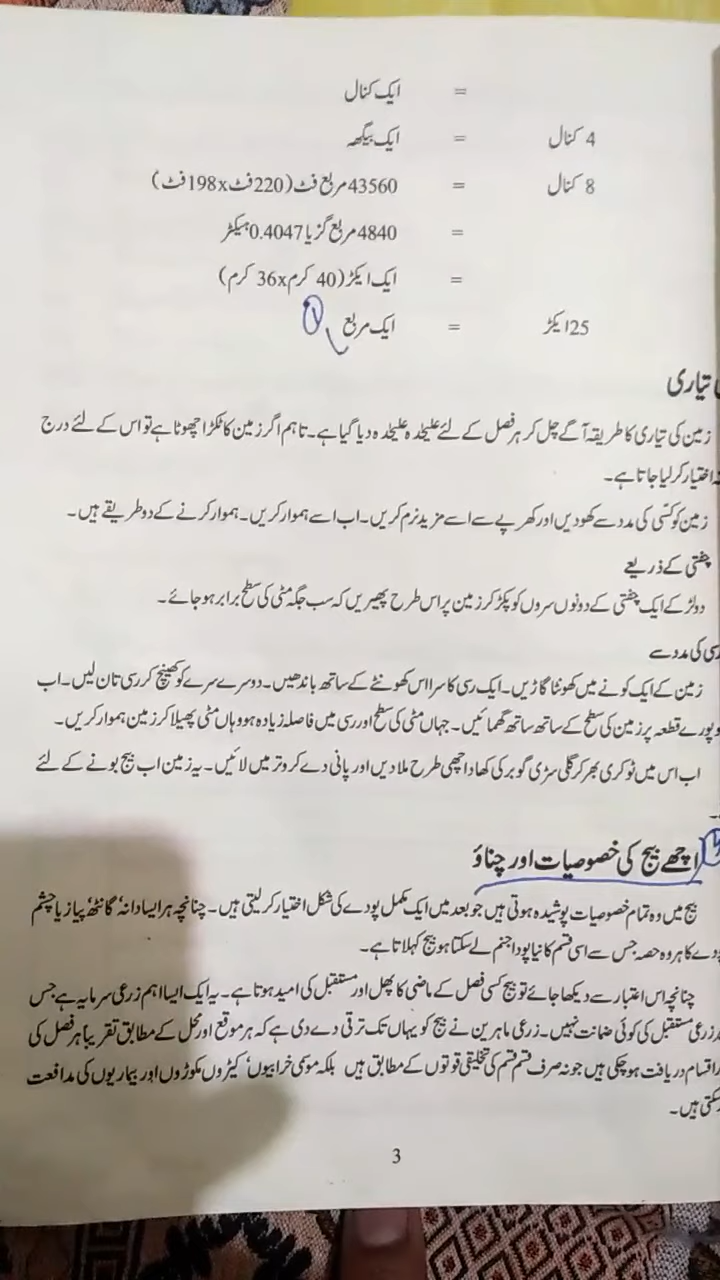 = ایک کنال
4 کنال = ایک بیگھہ
8 کنال = 43560 مربع فٹ (220 فٹ x 198 فٹ)
= 4840 مربع گز یا 0.4047 ہیکٹر
= ایک ایکڑ (40 کرم x 36 کرم)
25 ایکڑ = ایک مربع
تیاری
زمین کی تیاری کا طریقہ آگے چل کر ہر فصل کے لئے علیحٰدہ علیحٰدہ دیا گیا ہے۔ تاہم اگر زمین کا ٹکڑا چھوٹا ہے تو اس کے لئے درج
اختیار کر لیا جاتا ہے۔
زمین کو کسّی کی مدد سے کھودیں اور کھرپے سے اسے مزید نرم کریں۔ اب اسے ہموار کریں۔ ہموار کرنے کے دو طریقے ہیں۔
پھٹی کے ذریعے
دو لڑکے ایک پھٹی کے دونوں سروں کو پکڑ کر زمین پر اس طرح پھیریں کہ سب جگہ مٹی کی سطح برابر ہو جائے۔
رسی کی مدد سے
زمین کے ایک کونے میں کھونٹا گاڑیں۔ ایک رسی کا سرا اس کھونٹے کے ساتھ باندھیں۔ دوسرے سرے کو کھینچ کر رسی تان لیں۔ اب
پورے قطعہ پر زمین کی سطح کے ساتھ ساتھ گھمائیں۔ جہاں مٹی کی سطح اور رسی میں فاصلہ زیادہ ہو وہاں مٹی پھیلا کر زمین ہموار کریں۔
اب اس میں ٹوکری بھر کر گلی سڑی گوبر کی کھاد اچھی طرح ملا دیں اور پانی دے کر وتر میں لائیں۔ یہ زمین اب بیج بونے کے لئے
اچھے بیج کی خصوصیات اور چناؤ
بیج میں وہ تمام خصوصیات پوشیدہ ہوتی ہیں جو بعد میں ایک مکمل پودے کی شکل اختیار کر لیتی ہیں۔ چنانچہ ہر ایسا دانہ‘ گانٹھ‘ پیاز یا چشم
کا ہر وہ حصہ جس سے اسی قسم کا نیا پودا جنم لے سکتا ہو بیج کہلاتا ہے۔
چنانچہ اس اعتبار سے دیکھا جائے تو بیج کسی فصل کے ماضی کا پھل اور مستقبل کی امید ہوتا ہے۔ یہ ایک ایسا اہم زرعی سرمایہ ہے جس
زرعی مستقبل کی کوئی ضمانت نہیں۔ زرعی ماہرین نے بیج کو یہاں تک ترقی دے دی ہے کہ ہر موقع اور محل کے مطابق تقریباً ہر فصل کی
اقسام دریافت ہو چکی ہیں جو نہ صرف قسم قسم کی تخلیقی قوتوں کے مطابق ہیں بلکہ موسمی خرابیوں‘ کیڑوں مکوڑوں اور بیماریوں کی مدافعت
سکتی ہیں۔
3